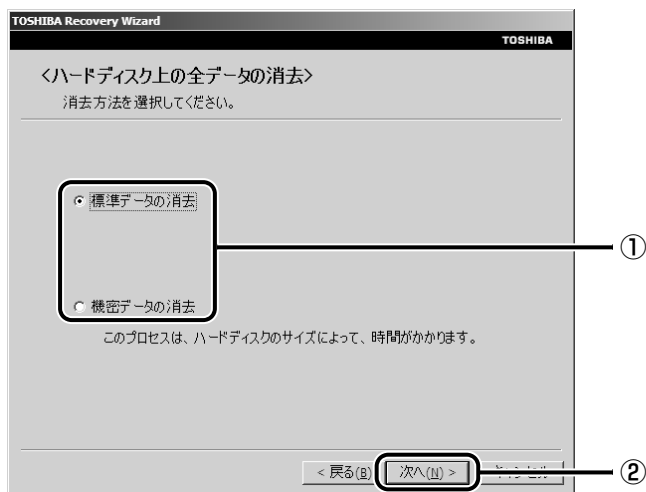 TOSHIBA Recovery Wizard
TOSHIBA
<ハードディスク上の全データの消去>
消去方法を選択してください。
標準データの消去
①
機密データの消去
このプロセスは、ハードディスクのサイズによって、時間がかかります。
< 戻る(B) 次へ(N) >
②